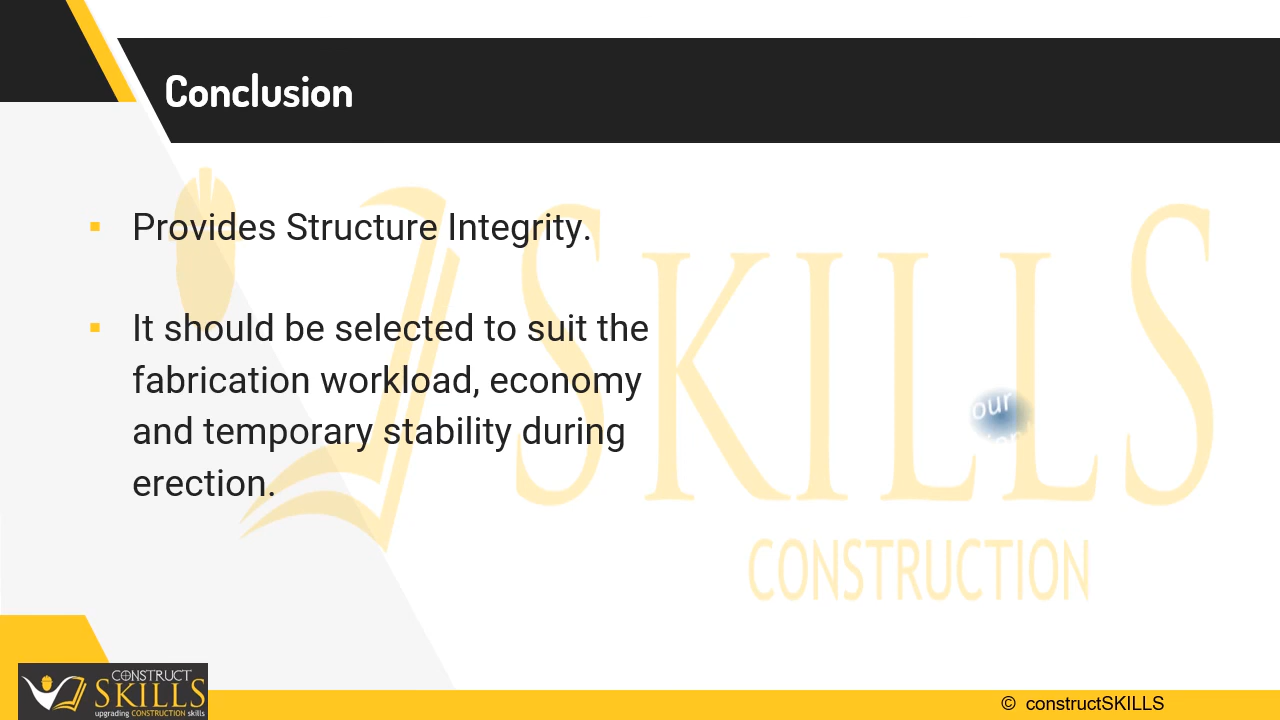 Conclusion
Provides Structure Integrity.
It should be selected to suit the
fabrication workload, economy
and temporary stability during
erection.
SKILLS
our
CONSTRUCTION
CONSTRUCT
SKILLS
upgrading CONSTRUCTION skills
© constructSKILLS